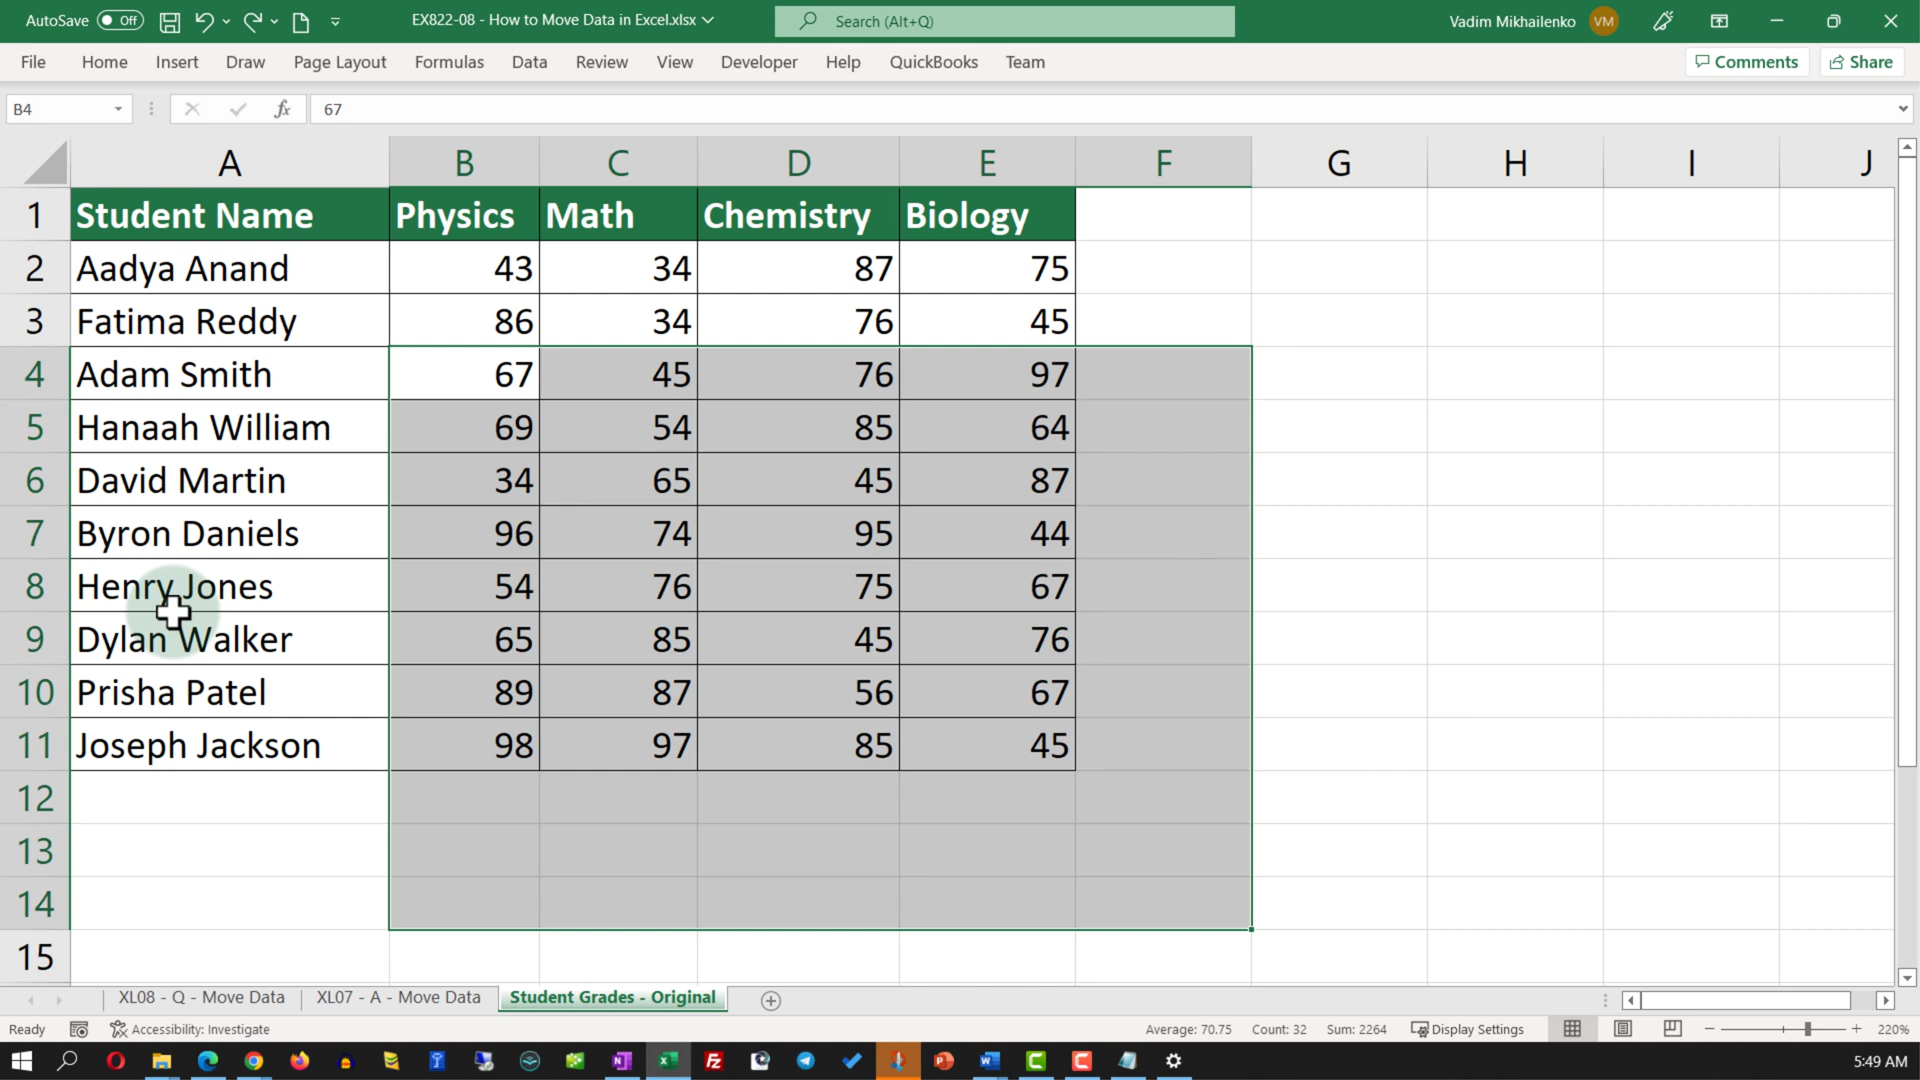 AutoSave Off EX822-08 - How to Move Data in Excel.xlsx Search (Alt+Q) Vadim Mikhailenko VM
File Home Insert Draw Page Layout Formulas Data Review View Developer Help QuickBooks Team Comments Share
B4 fx 67
A B C D E F G H I J
1 Student Name Physics Math Chemistry Biology
2 Aadya Anand 43 34 87 75
3 Fatima Reddy 86 34 76 45
4 Adam Smith 67 45 76 97
5 Hanaah William 69 54 85 64
6 David Martin 34 65 45 87
7 Byron Daniels 96 74 95 44
8 Henry Jones 54 76 75 67
9 Dylan Walker 65 85 45 76
10 Prisha Patel 89 87 56 67
11 Joseph Jackson 98 97 85 45
12
13
14
15
XL08 - Q - Move Data XL07 - A - Move Data Student Grades - Original
Ready Accessibility: Investigate Average: 70.75 Count: 32 Sum: 2264 Display Settings 220%
5:49 AM